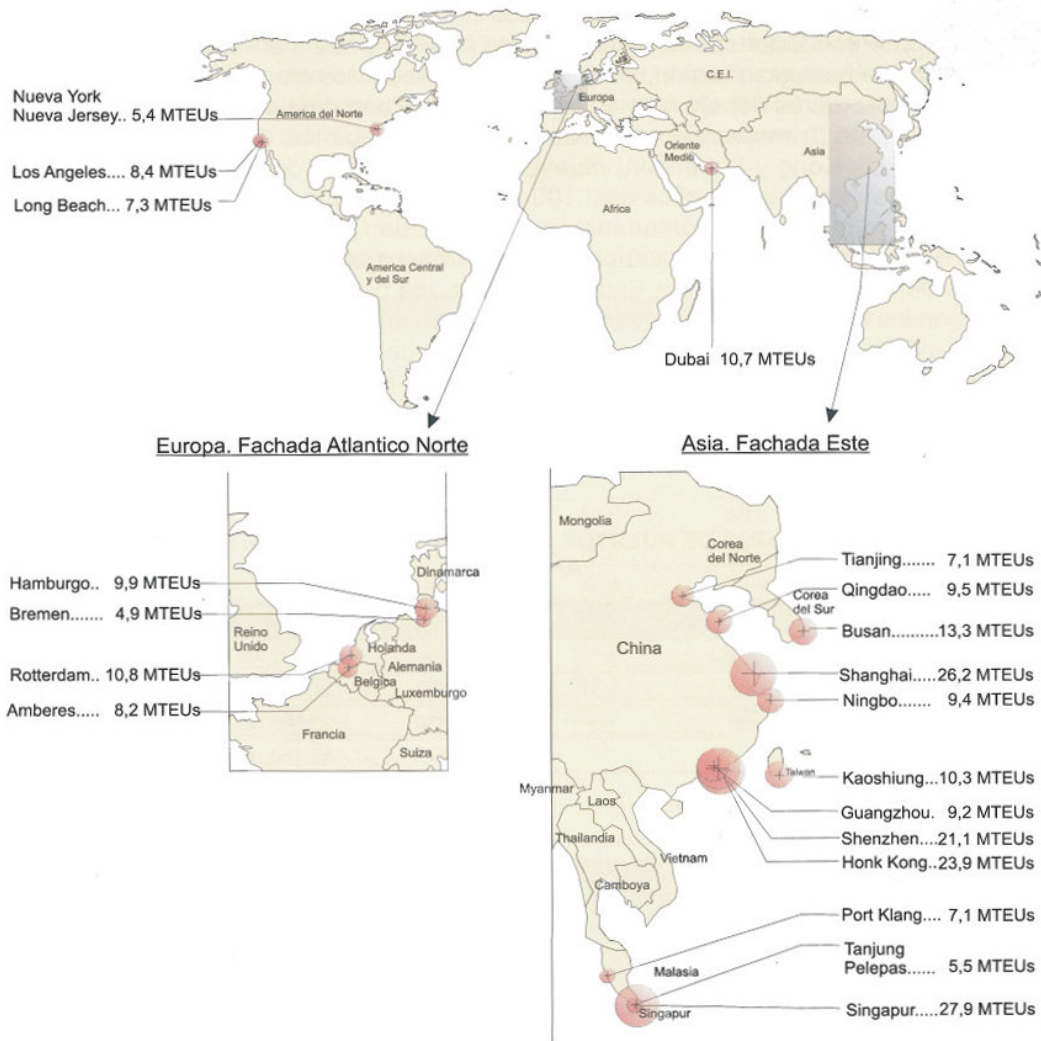 Nueva York
Nueva Jersey.. 5,4 MTEUs
Los Angeles.... 8,4 MTEUs
Long Beach... 7,3 MTEUs
America del Norte
America Central
y del Sur
Europa
C.E.I.
Oriente
Medio
Asia
Africa
Dubai 10,7 MTEUs
Europa. Fachada Atlantico Norte
Hamburgo.. 9,9 MTEUs
Bremen....... 4,9 MTEUs
Rotterdam.. 10,8 MTEUs
Amberes..... 8,2 MTEUs
Dinamarca
Reino
Unido
Holanda
Alemania
Belgica
Luxemburgo
Francia
Suiza
Asia. Fachada Este
Mongolia
Corea
del Norte
Corea
del Sur
China
Taiwan
Myanmar
Laos
Thailandia
Vietnam
Camboya
Malasia
Singapur
Tianjing....... 7,1 MTEUs
Qingdao....... 9,5 MTEUs
Busan..........13,3 MTEUs
Shanghai.....26,2 MTEUs
Ningbo........ 9,4 MTEUs
Kaoshiung...10,3 MTEUs
Guangzhou. 9,2 MTEUs
Shenzhen....21,1 MTEUs
Honk Kong..23,9 MTEUs
Port Klang.... 7,1 MTEUs
Tanjung
Pelepas....... 5,5 MTEUs
Singapur.....27,9 MTEUs